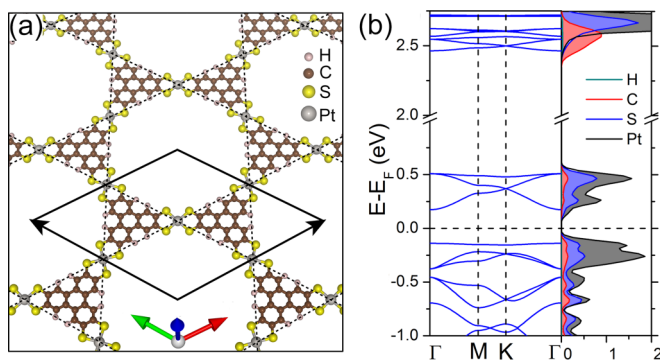 (a)
H
C
S
Pt
(b)
E-E_F (eV)
2.5
2.0
0.5
0.0
-0.5
-1.0
Γ M K Γ
H
C
S
Pt
0 1 2